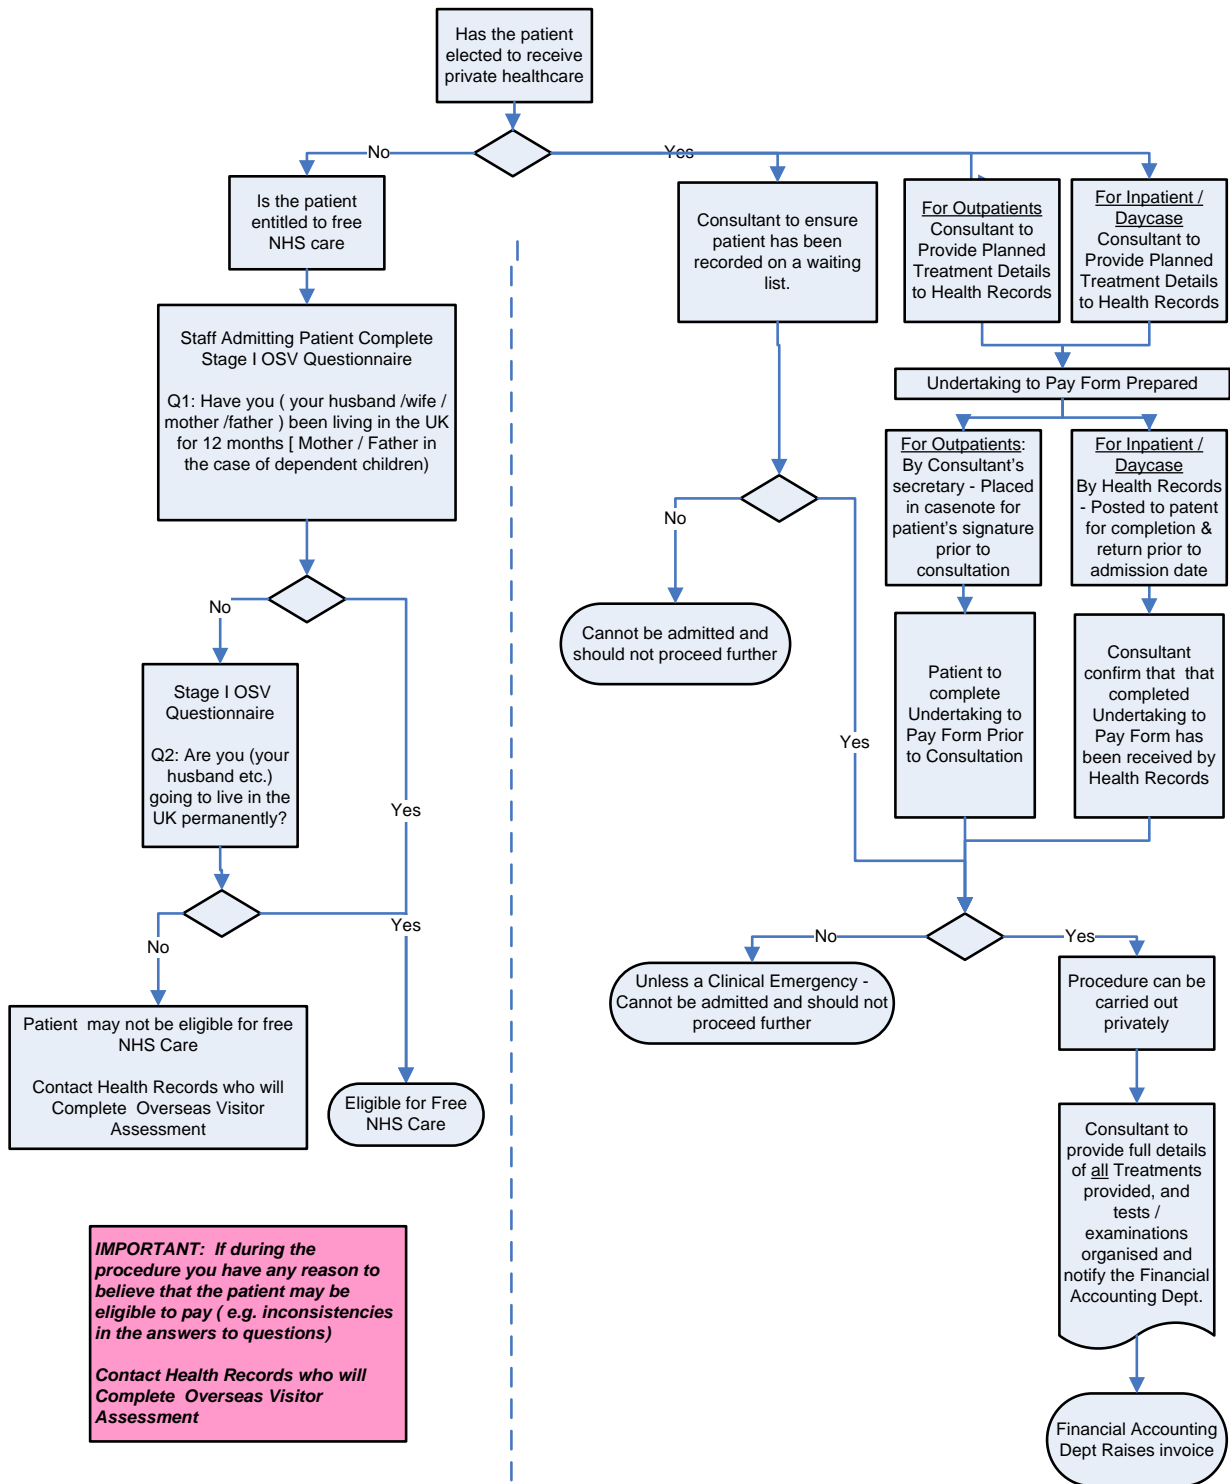 Has the patient
elected to receive
private healthcare
No
Yes
Is the patient
entitled to free
NHS care
Staff Admitting Patient Complete
Stage I OSV Questionnaire
Q1: Have you ( your husband /wife /
mother /father ) been living in the UK
for 12 months [ Mother / Father in
the case of dependent children)
No
Yes
Stage I OSV
Questionnaire
Q2: Are you (your
husband etc.)
going to live in the
UK permanently?
No
Yes
Patient  may not be eligible for free
NHS Care
Contact Health Records who will
Complete  Overseas Visitor
Assessment
Eligible for Free
NHS Care
IMPORTANT:  If during the
procedure you have any reason to
believe that the patient may be
eligible to pay ( e.g. inconsistencies
in the answers to questions)
Contact Health Records who will
Complete  Overseas Visitor
Assessment
Consultant to ensure
patient has been
recorded on a waiting
list.
No
Yes
Cannot be admitted and
should not proceed further
For Outpatients
Consultant to
Provide Planned
Treatment Details
to Health Records
For Inpatient /
Daycase
Consultant to
Provide Planned
Treatment Details
to Health Records
Undertaking to Pay Form Prepared
For Outpatients:
By Consultant's
secretary - Placed
in casenote for
patient's signature
prior to
consultation
For Inpatient /
Daycase
By Health Records
- Posted to patent
for completion &
return prior to
admission date
Patient to
complete
Undertaking to
Pay Form Prior
to Consultation
Consultant
confirm that  that
completed
Undertaking to
Pay Form has
been received by
Health Records
No
Yes
Unless a Clinical Emergency -
Cannot be admitted and should not
proceed further
Procedure can be
carried out
privately
Consultant to
provide full details
of all Treatments
provided, and
tests /
examinations
organised and
notify the Financial
Accounting Dept.
Financial Accounting
Dept Raises invoice